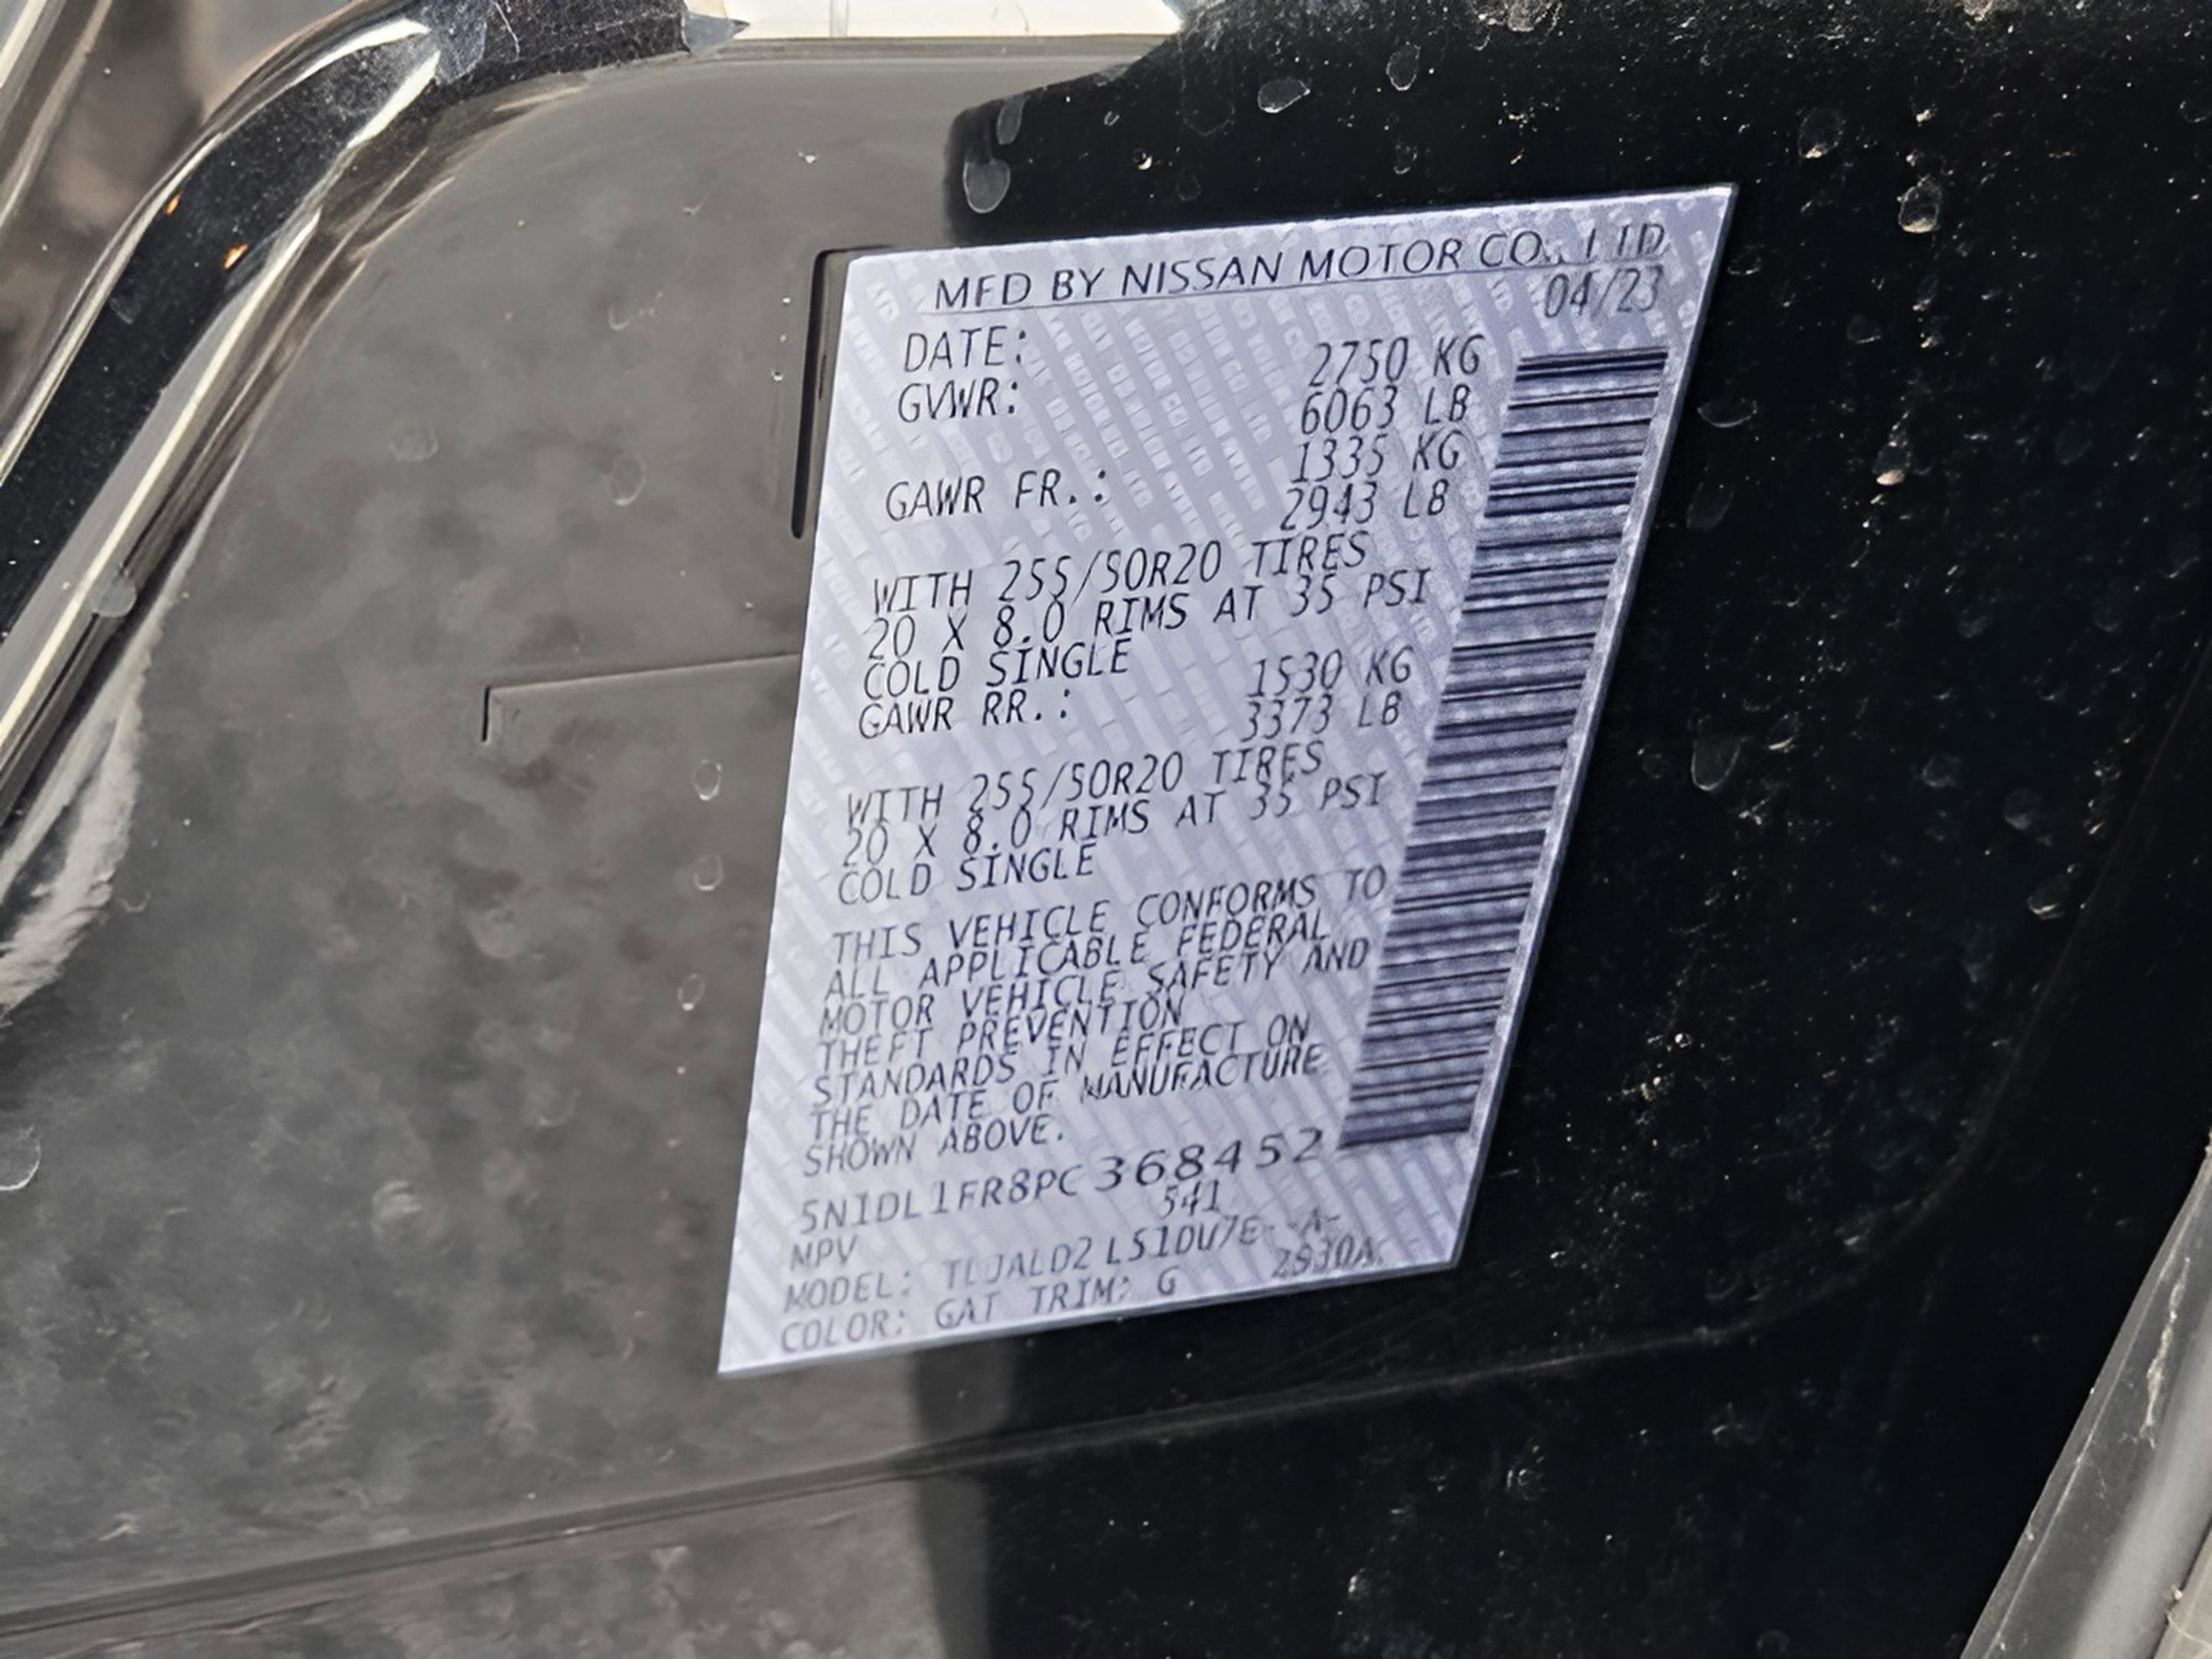 MFD BY NISSAN MOTOR CO., LTD
DATE: 04/23
GVWR: 2750 KG
6063 LB
GAWR FR.: 1335 KG
2943 LB
WITH 255/50R20 TIRES
20 X 8.0 RIMS AT 35 PSI
COLD SINGLE
GAWR RR.: 1530 KG
3373 LB
WITH 255/50R20 TIRES
20 X 8.0 RIMS AT 35 PSI
COLD SINGLE
THIS VEHICLE CONFORMS TO
ALL APPLICABLE FEDERAL
MOTOR VEHICLE SAFETY AND
THEFT PREVENTION
STANDARDS IN EFFECT ON
THE DATE OF MANUFACTURE
SHOWN ABOVE.
5N1DL1FR8PC368452
MPV 541
MODEL:
COLOR: GAT TRIM: G